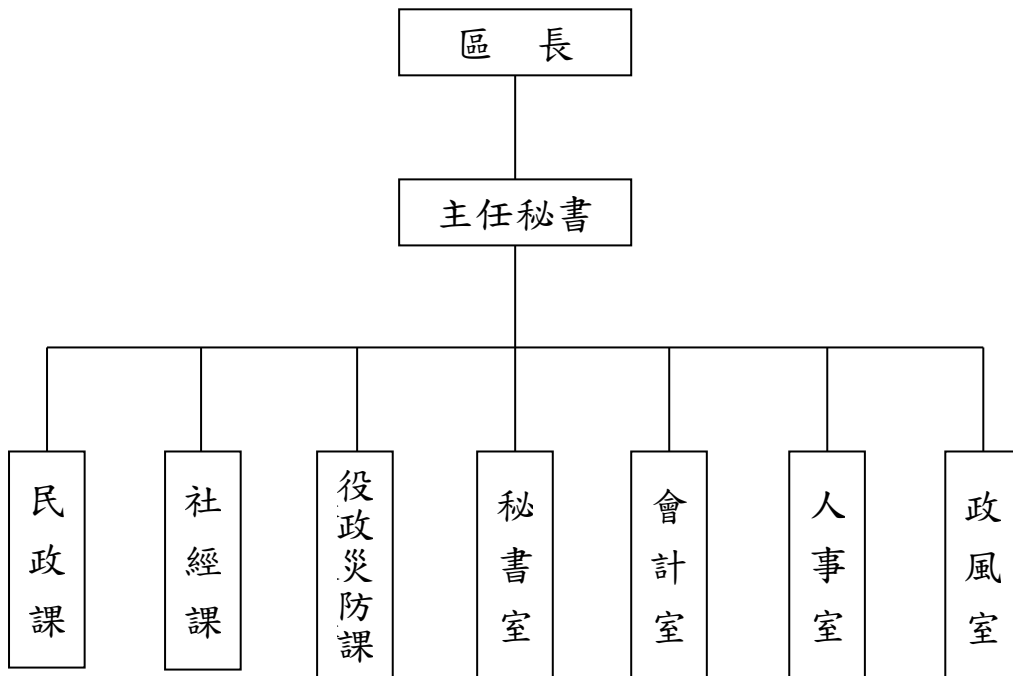 區 長
主任秘書
民政課
社經課
役政災防課
秘書室
會計室
人事室
政風室